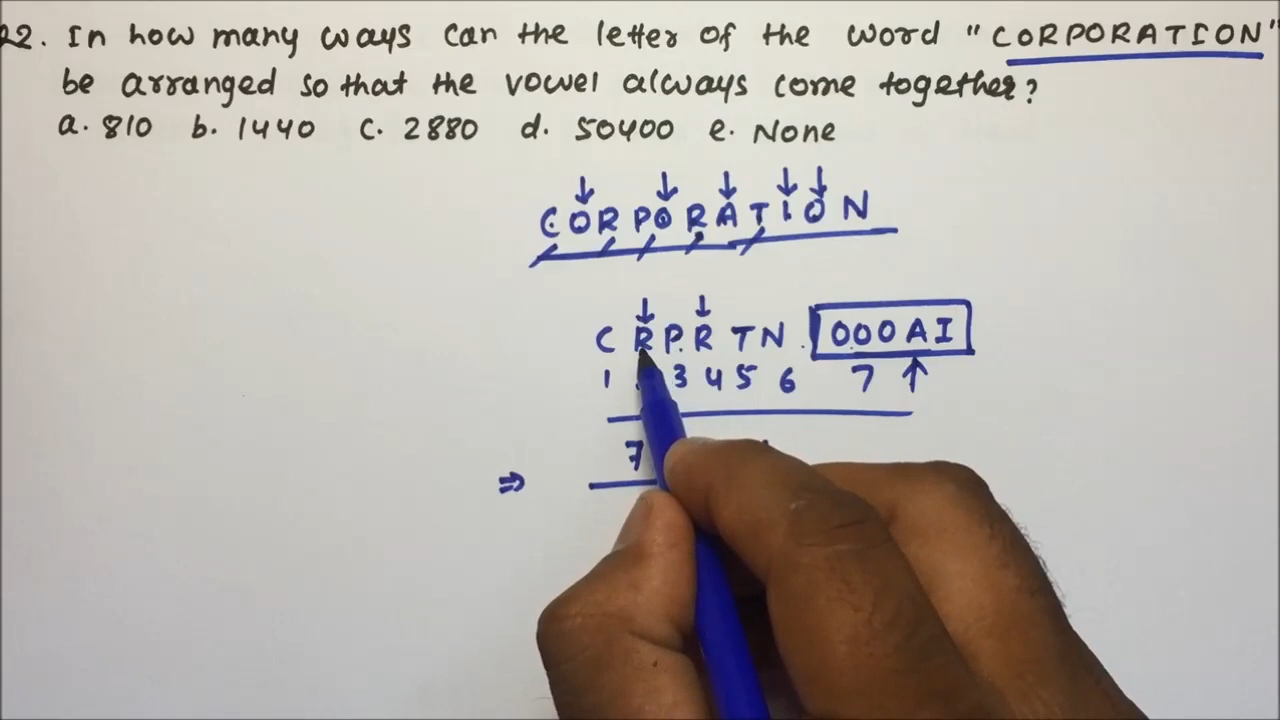 22. In how many ways can the letter of the word "CORPORATION"
be arranged so that the vowel always come together?
a. 810 b. 1440 c. 2880 d. 50400 e. None
CORPORATION
C R P R T N . OOOAI
1 3 4 5 6 7
7
⇒